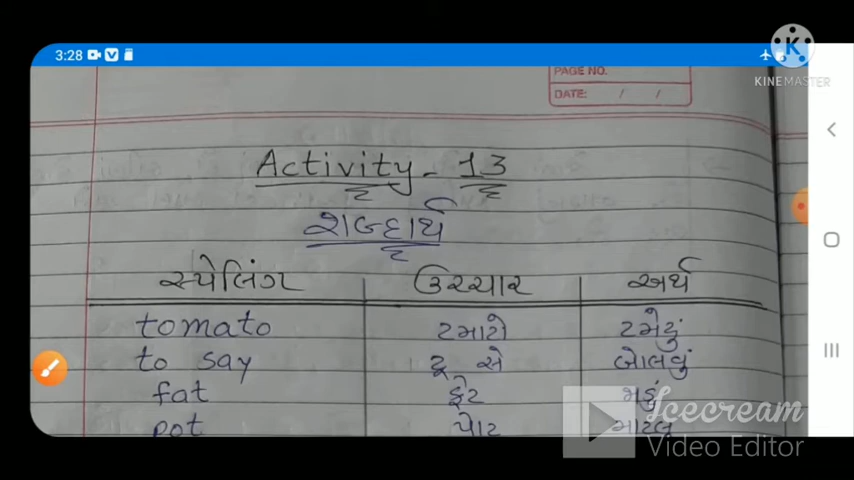 3:28
KINEMASTER
PAGE NO.
DATE: / /
Activity - 13
શબ્દાર્થ
સ્પેલિંગ ઉચ્ચાર અર્થ
tomato ટમાટો ટમેટું
to say ટૂ સે બોલવું
fat ફેટ
pot પોટ માટલું
Icecream
Video Editor